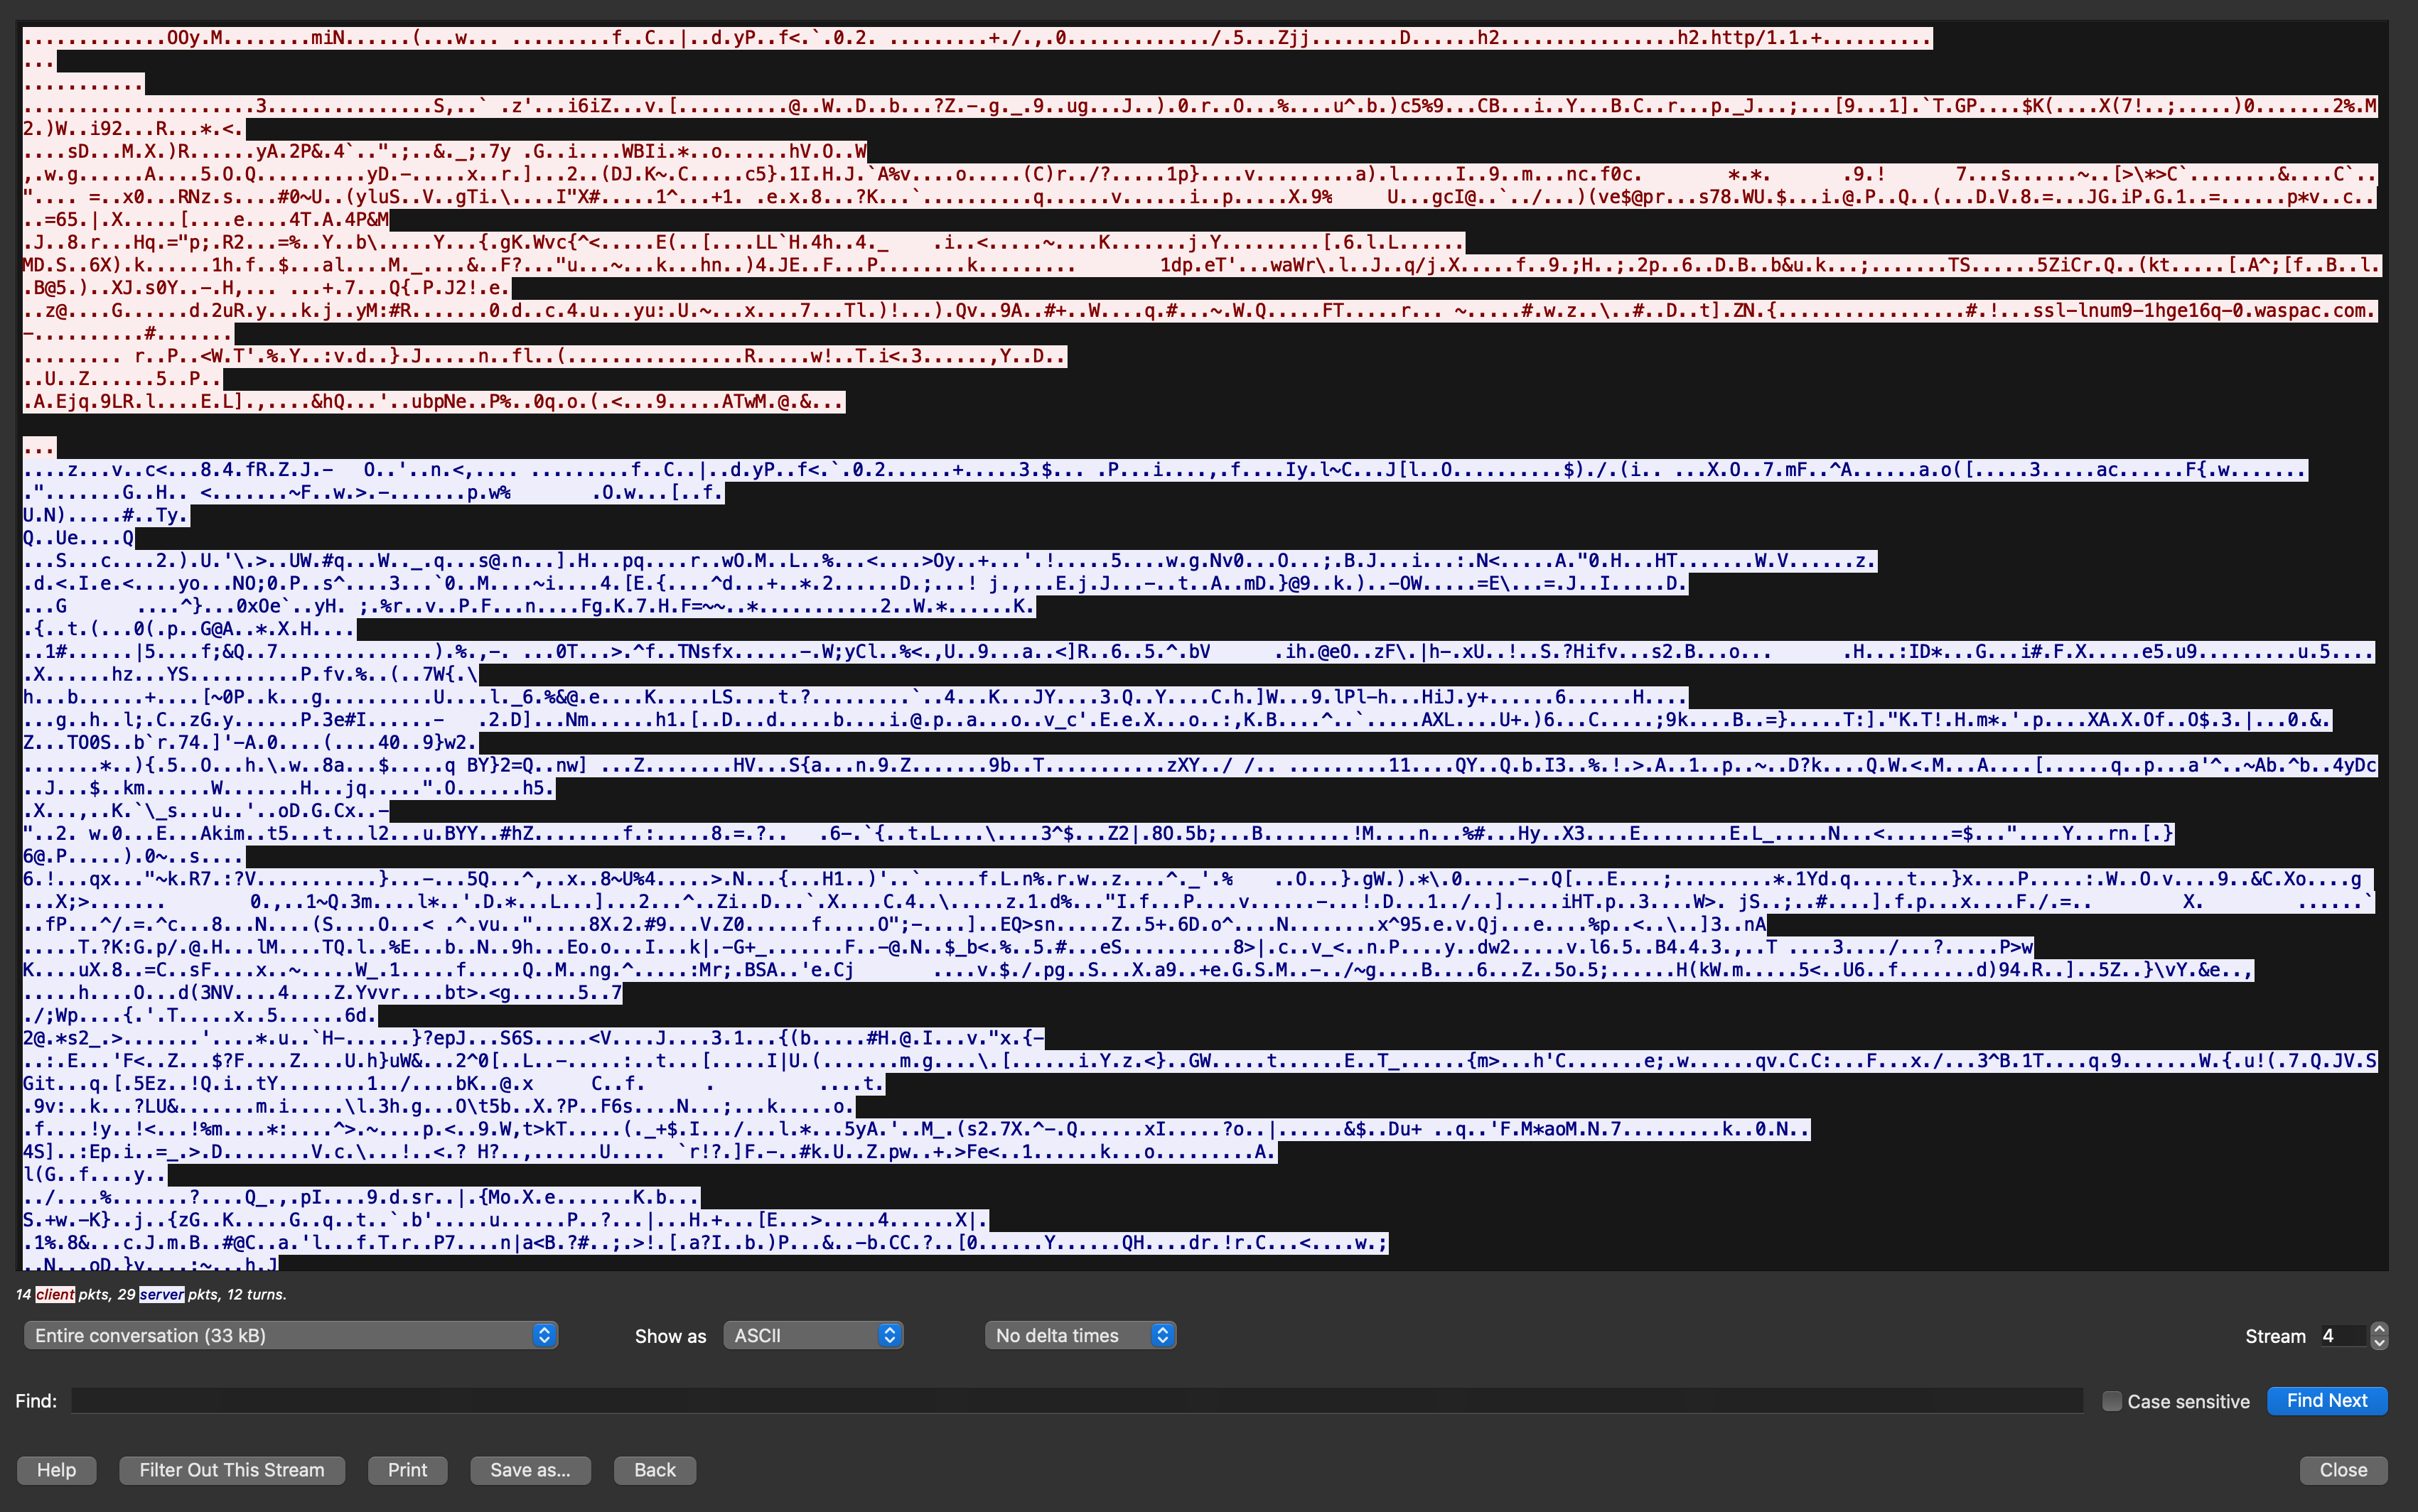 .............OOy.M........miN......(...w... .........f..C..|..d.yP..f<.`.0.2. .........+./.,.0............./.5...Zjj........D......h2................h2.http/1.1.+..........
...
...........
.....................3...............S,..` .z'...i6iZ...v.[..........@..W..D..b...?Z.-.g._.9..ug...J..).0.r..O...%....u^.b.)c5%9...CB...i..Y...B.C..r...p._J...;...[9...1].`T.GP....$K(....X(7!..;.....)0.......2%.M
2.)W..i92...R...*.<.
....sD...M.X.)R......yA.2P&.4`..".;..&._;.7y .G..i....WBIi.*..o......hV.O..W
,.w.g......A....5.O.Q..........yD.-.....x..r.]...2..(DJ.K~.C.....c5}.1I.H.J.`A%v....o.....(C)r../?.....1p}....v.........a).l.....I..9..m...nc.f0c.        *.*.       .9.!       7...s......~..[>\*>C`........&....C`..
".... =..x0...RNz.s....#0~U..(yluS..V..gTi.\....I"X#.....1^...+1. .e.x.8...?K...`..........q......v......i..p.....X.9%     U...gcI@..`../...)(ve$@pr...s78.WU.$...i.@.P..Q..(...D.V.8.=...JG.iP.G.1..=......p*v..c..
..=65.|.X.....[....e....4T.A.4P&M
.J..8.r...Hq.="p;.R2...=%..Y..b\.....Y...{.gK.Wvc{^<.....E(..[....LL`H.4h..4._    .i..<.....~....K.......j.Y.........[.6.l.L......
MD.S..6X).k......1h.f..$...al....M._....&..F?..."u...~...k...hn..)4.JE..F...P........k.........        1dp.eT'...waWr\.l..J..q/j.X.....f..9.;H..;.2p..6..D.B..b&u.k...;.......TS......5ZiCr.Q..(kt.....[.A^;[f..B..l.
.B@5.)..XJ.s0Y..-.H,... ...+.7...Q{.P.J2!.e.
..z@....G......d.2uR.y...k.j..yM:#R.......0.d..c.4.u...yu:.U.~...x....7...Tl.)!...).Qv..9A..#+..W....q.#...~.W.Q.....FT.....r... ~.....#.w.z..\..#..D..t].ZN.{.................#.!...ssl-lnum9-1hge16q-0.waspac.com.
-..........#.......
......... r..P..<W.T'.%.Y..:v.d..}.J.....n..fl..(................R.....w!..T.i<.3......,Y..D..
..U..Z......5..P..
.A.Ejq.9LR.l....E.L].,....&hQ...'..ubpNe..P%..0q.o.(.<...9.....ATwM.@.&...
...
....z...v..c<...8.4.fR.Z.J.-   O..'..n.<,.... .........f..C..|..d.yP..f<.`.0.2......+.....3.$... .P...i....,.f....Iy.l~C...J[l..O..........$)./.(i.. ...X.O..7.mF..^A......a.o([.....3.....ac......F{.w.......
.".......G..H.. <.......~F..w.>.-.......p.w%       .O.w...[..f.
U.N).....#..Ty.
Q..Ue....Q
...S...c....2.).U.'\.>..UW.#q...W.._.q...s@.n...].H...pq....r..wO.M..L..%...<....>Oy..+...'.!.....5....w.g.Nv0...O...;.B.J...i...:.N<.....A."0.H...HT.......W.V......z.
.d.<.I.e.<....yo...NO;0.P..s^....3...`0..M....~i....4.[E.{....^d...+..*.2......D.;...! j.,...E.j.J...-..t..A..mD.}@9..k.)..-OW.....=E\...=.J..I.....D.
...G      ....^}...0xOe`..yH. ;.%r..v..P.F...n....Fg.K.7.H.F=~~..*...........2..W.*......K.
.{..t.(...0(.p..G@A..*.X.H....
..1#......|5....f;&Q..7..............).%.,-. ...0T...>.^f..TNsfx......-.W;yCl..%<.,U..9...a..<]R..6..5.^.bV      .ih.@eO..zF\.|h-.xU..!..S.?Hifv...s2.B...o...      .H...:ID*...G...i#.F.X.....e5.u9.........u.5....
.X......hz...YS..........P.fv.%..(..7W{.\
h...b......+....[~0P..k...g..........U....l._6.%&@.e....K.....LS....t.?.........`..4...K...JY....3.Q..Y....C.h.]W...9.lPl-h...HiJ.y+......6......H....
...g..h..l;.C..zG.y......P.3e#I......-   .2.D]...Nm......h1.[..D...d.....b....i.@.p..a...o..v_c'.E.e.X...o..:,K.B....^..`.....AXL....U+.)6...C.....;9k....B..=}.....T:]."K.T!.H.m*.'.p....XA.X.Of..O$.3.|...0.&.
Z...TO0S..b`r.74.]'-A.0....(....40..9}w2.
.......*..){.5..O...h.\.w..8a...$.....q BY}2=Q..nw] ...Z........HV...S{a...n.9.Z......9b..T...........zXY../ /.. .........11....QY..Q.b.I3..%.!.>.A..1..p..~..D?k....Q.W.<.M...A....[......q..p...a'^..~Ab.^b..4yDc
..J...$..km......W.......H...jq.....".O......h5.
.X...,..K.`\_s...u..'..oD.G.Cx..-
"..2. w.0...E...Akim..t5...t...l2...u.BYY..#hZ........f.:.....8.=.?..   .6-.`{..t.L....\....3^$...Z2|.8O.5b;...B........!M....n...%#...Hy..X3....E........E.L_.....N...<......=$..."....Y...rn.[.}
6@.P.....).0~..s....
6.!...qx..."~k.R7.:?V...........}...-...5Q...^,..x..8~U%4.....>.N...{...H1..)'..`.....f.L.n%.r.w..z....^._'.%    ..O...}.gW.).*\.0.....-..Q[...E....;.........*.1Yd.q.....t...}x....P.....:.W..O.v....9..&C.Xo....g
...X;>.......        0.,..1~Q.3m....l*..'.D.*...L...]...2...^..Zi..D...`.X....C.4..\.....z.1.d%..."I.f...P....v......-...!.D...1../..].....iHT.p..3....W>. jS..;..#....].f.p...x....F./.=..        X.        ......`
..fP...^/.=.^c...8...N....(S....O...< .^.vu..".....8X.2.#9...V.Z0......f.....O";-....]..EQ>sn.....Z..5+.6D.o^....N........x^95.e.v.Qj...e....%p..<..\..]3..nA
.....T.?K:G.p/.@.H...lM....TQ.l..%E...b..N..9h...Eo.o...I...k|.-G+_.......F..-@.N..$_b<.%..5.#...eS..........8>|.c..v_<..n.P....y..dw2....v.l6.5..B4.4.3.,..T ....3..../...?.....P>w
K....uX.8..=C..sF....x..~.....W_.1.....f.....Q..M..ng.^.....:Mr;.BSA..'e.Cj       ....v.$./.pg..S...X.a9..+e.G.S.M..-../~g....B....6...Z..5o.5;......H(kW.m.....5<..U6..f.......d)94.R..]..5Z..}\vY.&e..,
.....h....O...d(3NV....4....Z.Yvvr....bt>.<g......5..7
./;Wp....{.'.T.....x..5......6d.
2@.*s2_.>.......'....*.u..`H-......}?epJ...S6S.....<V....J....3.1...{(b.....#H.@.I...v."x.{-
..:.E...'F<..Z...$?F....Z....U.h}uW&...2^0[..L..-.....:..t...[.....I|U.(.......m.g....\.[......i.Y.z.<}..GW.....t......E..T_......{m>...h'C.......e;.w......qv.C.C:...F...x./...3^B.1T....q.9.......W.{.u!(.7.Q.JV.S
Git...q.[.5Ez..!Q.i..tY........1../....bK..@.x     C..f.     .         ....t.
.9v:..k...?LU&.......m.i.....\l.3h.g...O\t5b..X.?P..F6s....N...;...k.....o.
.f....!y..!<...!%m....*:....^>.~....p.<..9.W,t>kT.....(._+$.I.../...l.*...5yA.'..M_.(s2.7X.^-.Q......xI.....?o..|......&$..Du+ ..q..'F.M*aoM.N.7.........k..0.N..
4S]..:Ep.i..=_.>.D........V.c.\...!..<.? H?..,......U..... `r!?.]F.-..#k.U..Z.pw..+.>Fe<..1......k...o.........A.
l(G..f....y..
../....%.......?....Q_.,.pI....9.d.sr..|.{Mo.X.e.......K.b...
S.+w.-K}..j..{zG..K.....G..q..t..`.b'.....u......P..?...|...H.+...[E...>.....4......X|.
.1%.8&...c.J.m.B..#@C..a.'l...f.T.r..P7....n|a<B.?#..;.>!.[.a?I..b.)P...&..-b.CC.?..[0......Y......QH....dr.!r.C...<....w.;
..N...oD.}v....:~...h.J
14 client pkts, 29 server pkts, 12 turns.
Entire conversation (33 kB) Show as ASCII No delta times Stream 4
Find: Case sensitive Find Next
Help Filter Out This Stream Print Save as... Back Close